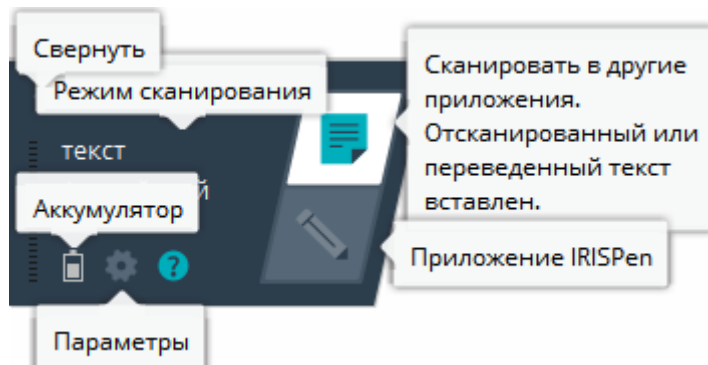 Свернуть
Режим сканирования
текст
Аккумулятор
?
Параметры
Сканировать в другие
приложения.
Отсканированный или
переведенный текст
вставлен.
Приложение IRISPen